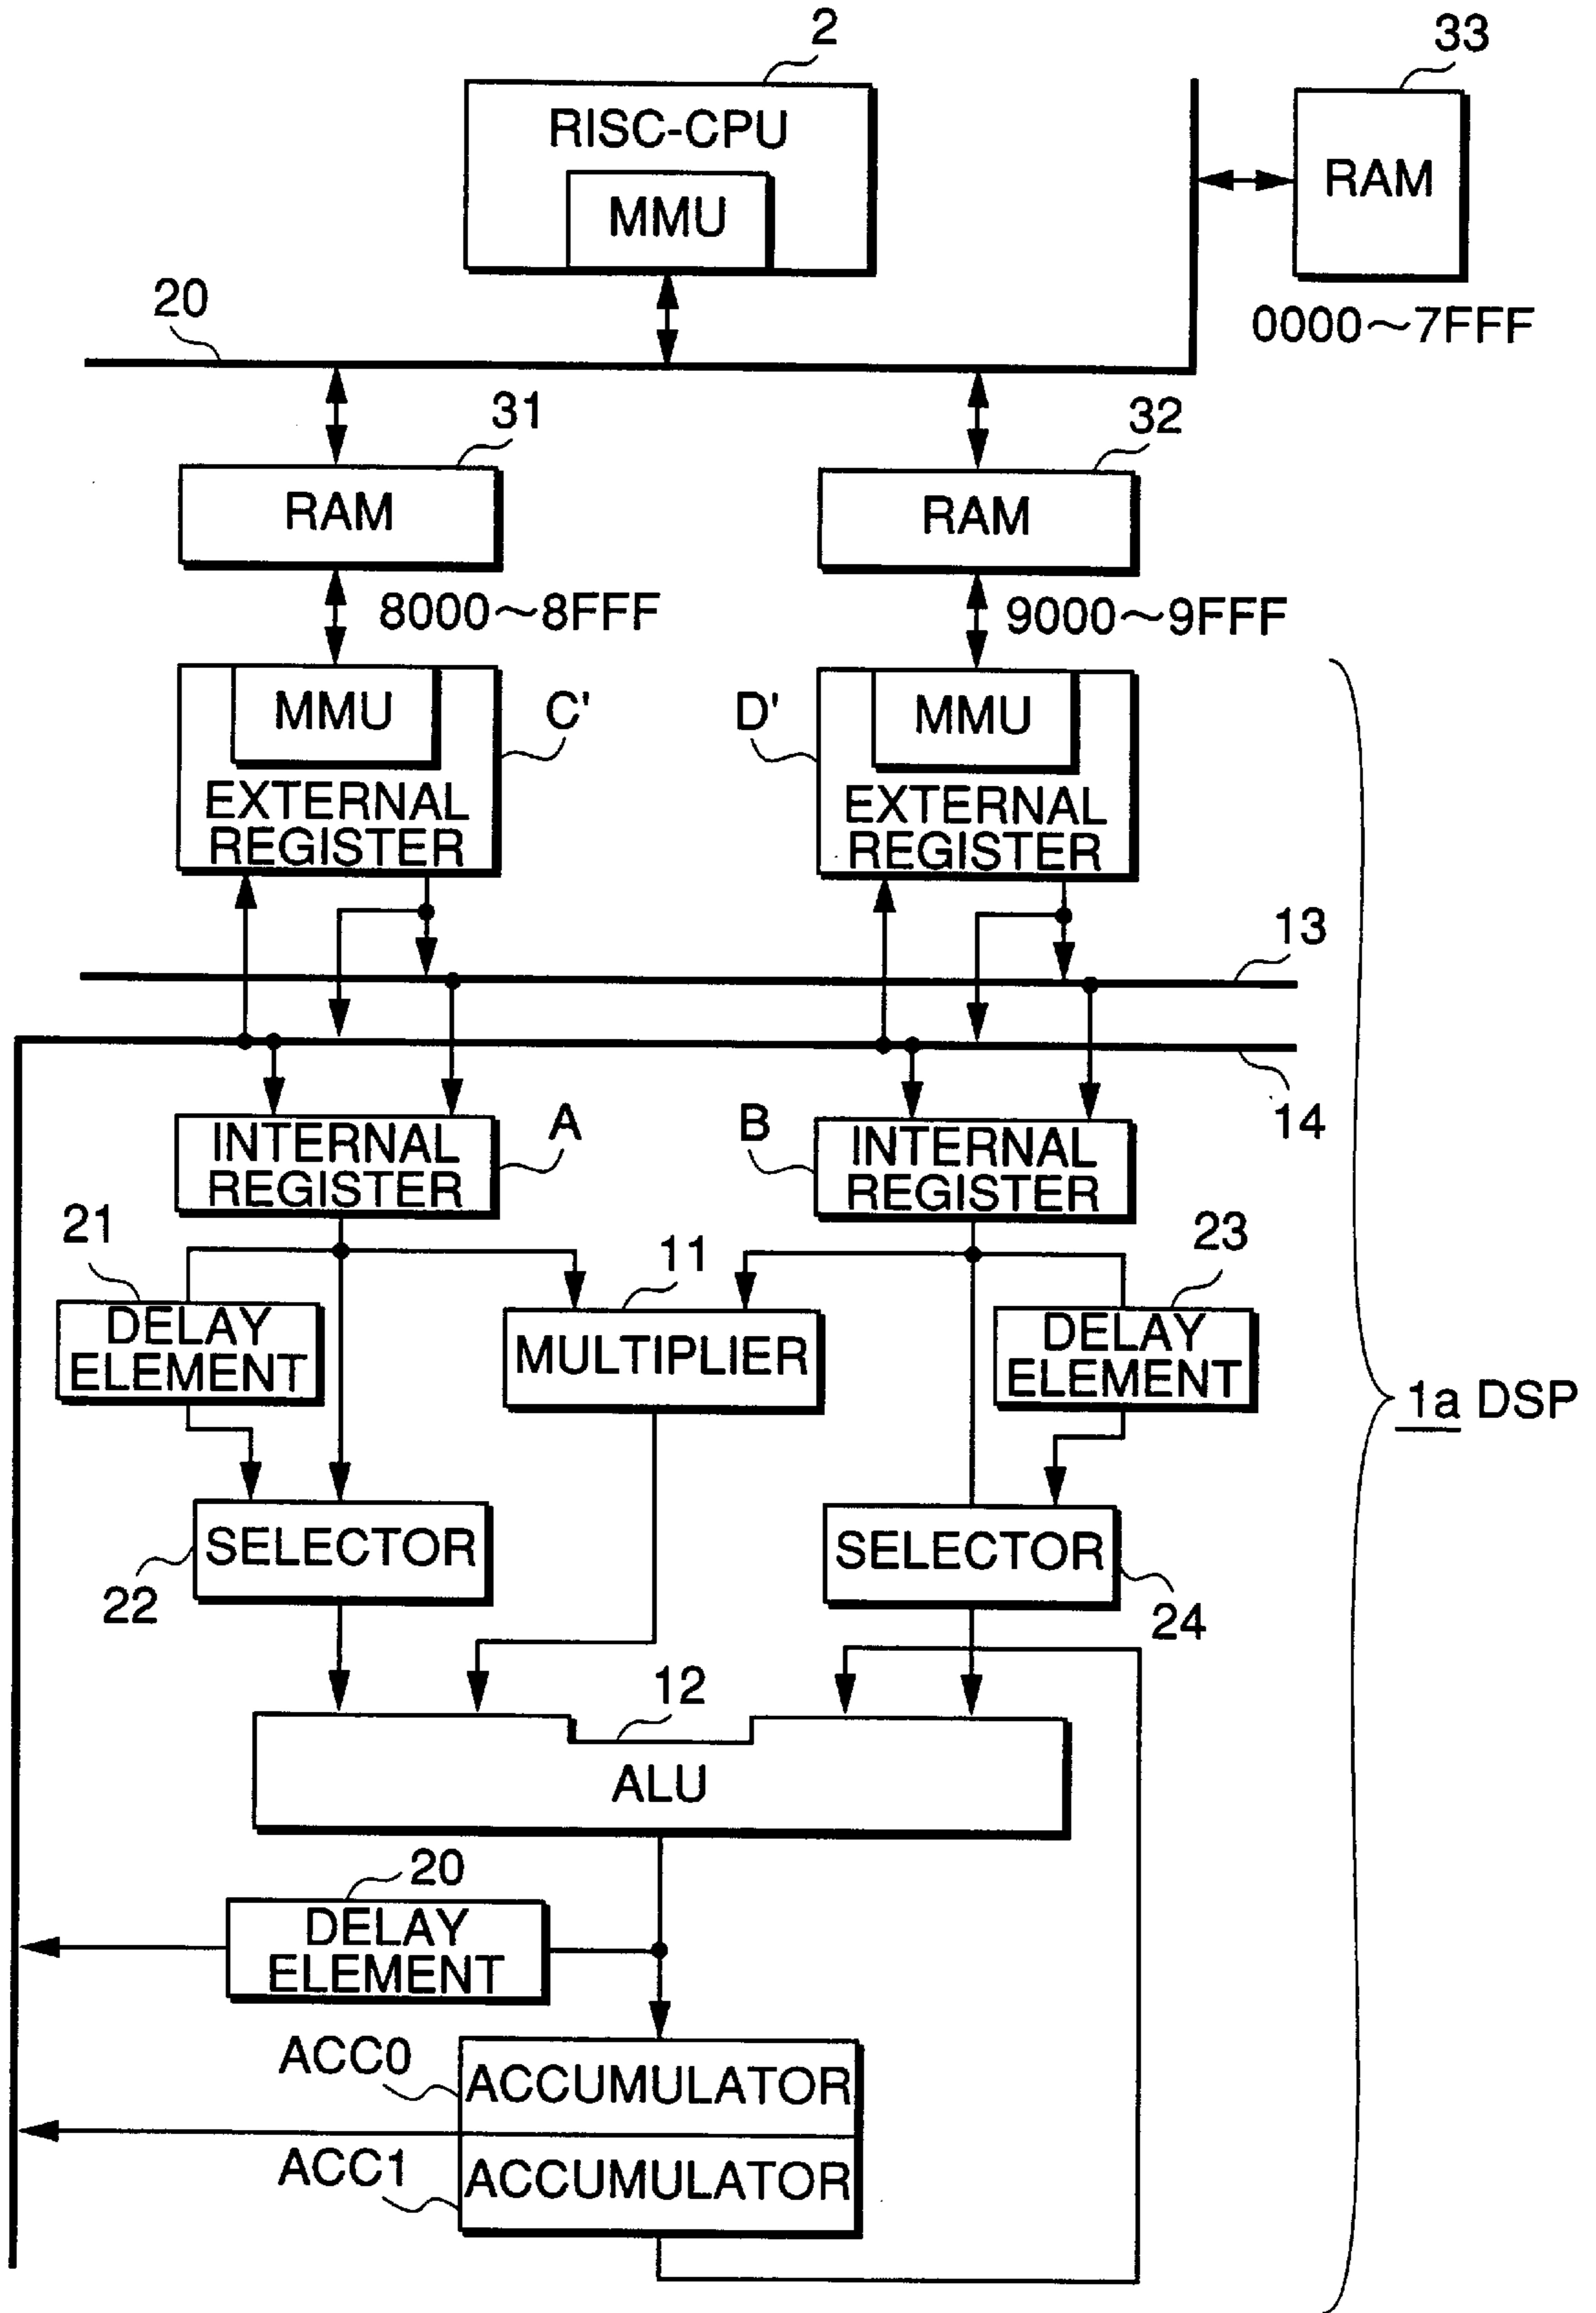 2
33
RISC-CPU
MMU
RAM
20
0000~7FFF
31
32
RAM
RAM
8000~8FFF
9000~9FFF
MMU
C'
D'
MMU
EXTERNAL
REGISTER
EXTERNAL
REGISTER
13
14
INTERNAL
REGISTER
A
B
INTERNAL
REGISTER
21
11
23
DELAY
ELEMENT
MULTIPLIER
DELAY
ELEMENT
1a DSP
SELECTOR
SELECTOR
22
24
12
ALU
20
DELAY
ELEMENT
ACC0
ACCUMULATOR
ACC1
ACCUMULATOR